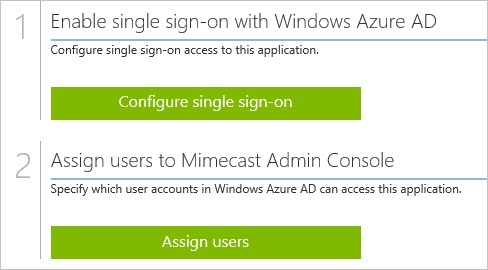 1 Enable single sign-on with Windows Azure AD
Configure single sign-on access to this application.
Configure single sign-on
2 Assign users to Mimecast Admin Console
Specify which user accounts in Windows Azure AD can access this application.
Assign users